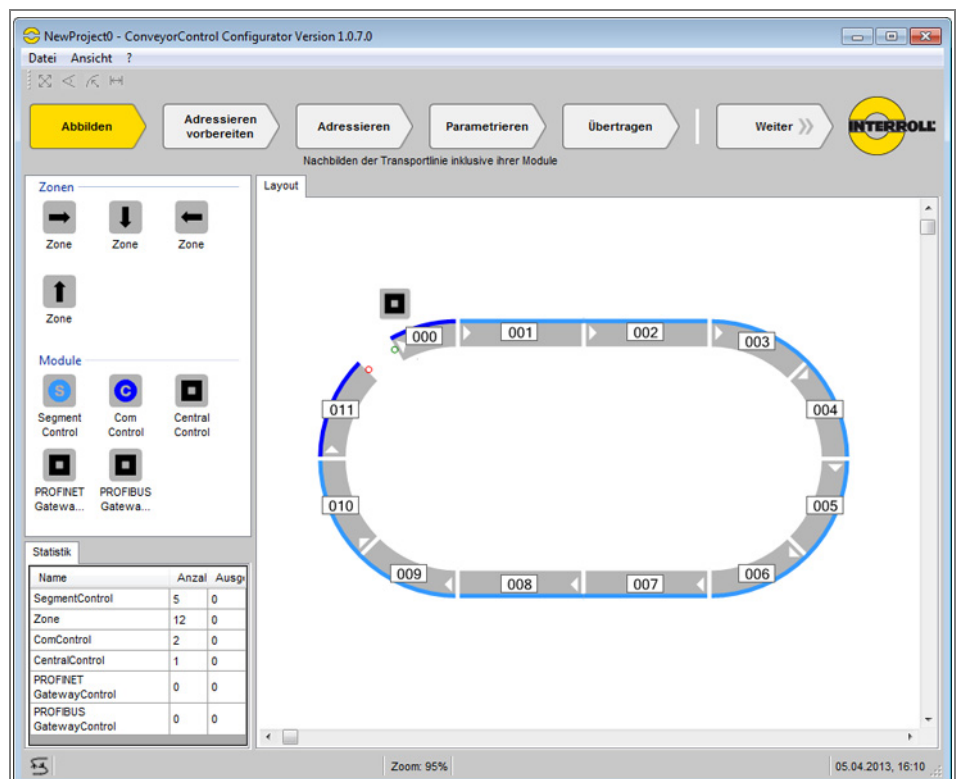 NewProject0 - ConveyorControl Configurator Version 1.0.7.0
Datei Ansicht ?
Abbilden
Adressieren
vorbereiten
Adressieren
Parametrieren
Übertragen
Weiter
INTERROLL
Nachbilden der Transportlinie inklusive ihrer Module
Zonen
Zone Zone Zone
Zone
Module
S C
Segment Com Central
Control Control Control
PROFINET PROFIBUS
Gatewa... Gatewa...
Layout
000 001 002 003
011 004
010 005
009 008 007 006
Statistik
Name Anzal Ausg
SegmentControl 5 0
Zone 12 0
ComControl 2 0
CentralControl 1 0
PROFINET
GatewayControl 0 0
PROFIBUS
GatewayControl 0 0
Zoom: 95% 05.04.2013, 16:10